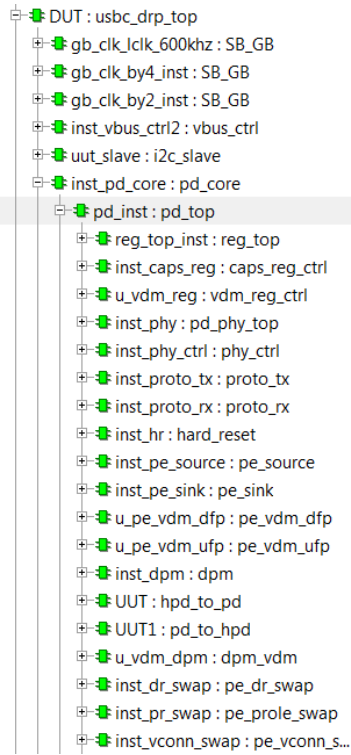 DUT : usbc_drp_top
gb_clk_lclk_600khz : SB_GB
gb_clk_by4_inst : SB_GB
gb_clk_by2_inst : SB_GB
inst_vbus_ctrl2 : vbus_ctrl
uut_slave : i2c_slave
inst_pd_core : pd_core
pd_inst : pd_top
reg_top_inst : reg_top
inst_caps_reg : caps_reg_ctrl
u_vdm_reg : vdm_reg_ctrl
inst_phy : pd_phy_top
inst_phy_ctrl : phy_ctrl
inst_proto_tx : proto_tx
inst_proto_rx : proto_rx
inst_hr : hard_reset
inst_pe_source : pe_source
inst_pe_sink : pe_sink
u_pe_vdm_dfp : pe_vdm_dfp
u_pe_vdm_ufp : pe_vdm_ufp
inst_dpm : dpm
UUT : hpd_to_pd
UUT1 : pd_to_hpd
u_vdm_dpm : dpm_vdm
inst_dr_swap : pe_dr_swap
inst_pr_swap : pe_prole_swap
inst_vconn_swap : pe_vconn_s...